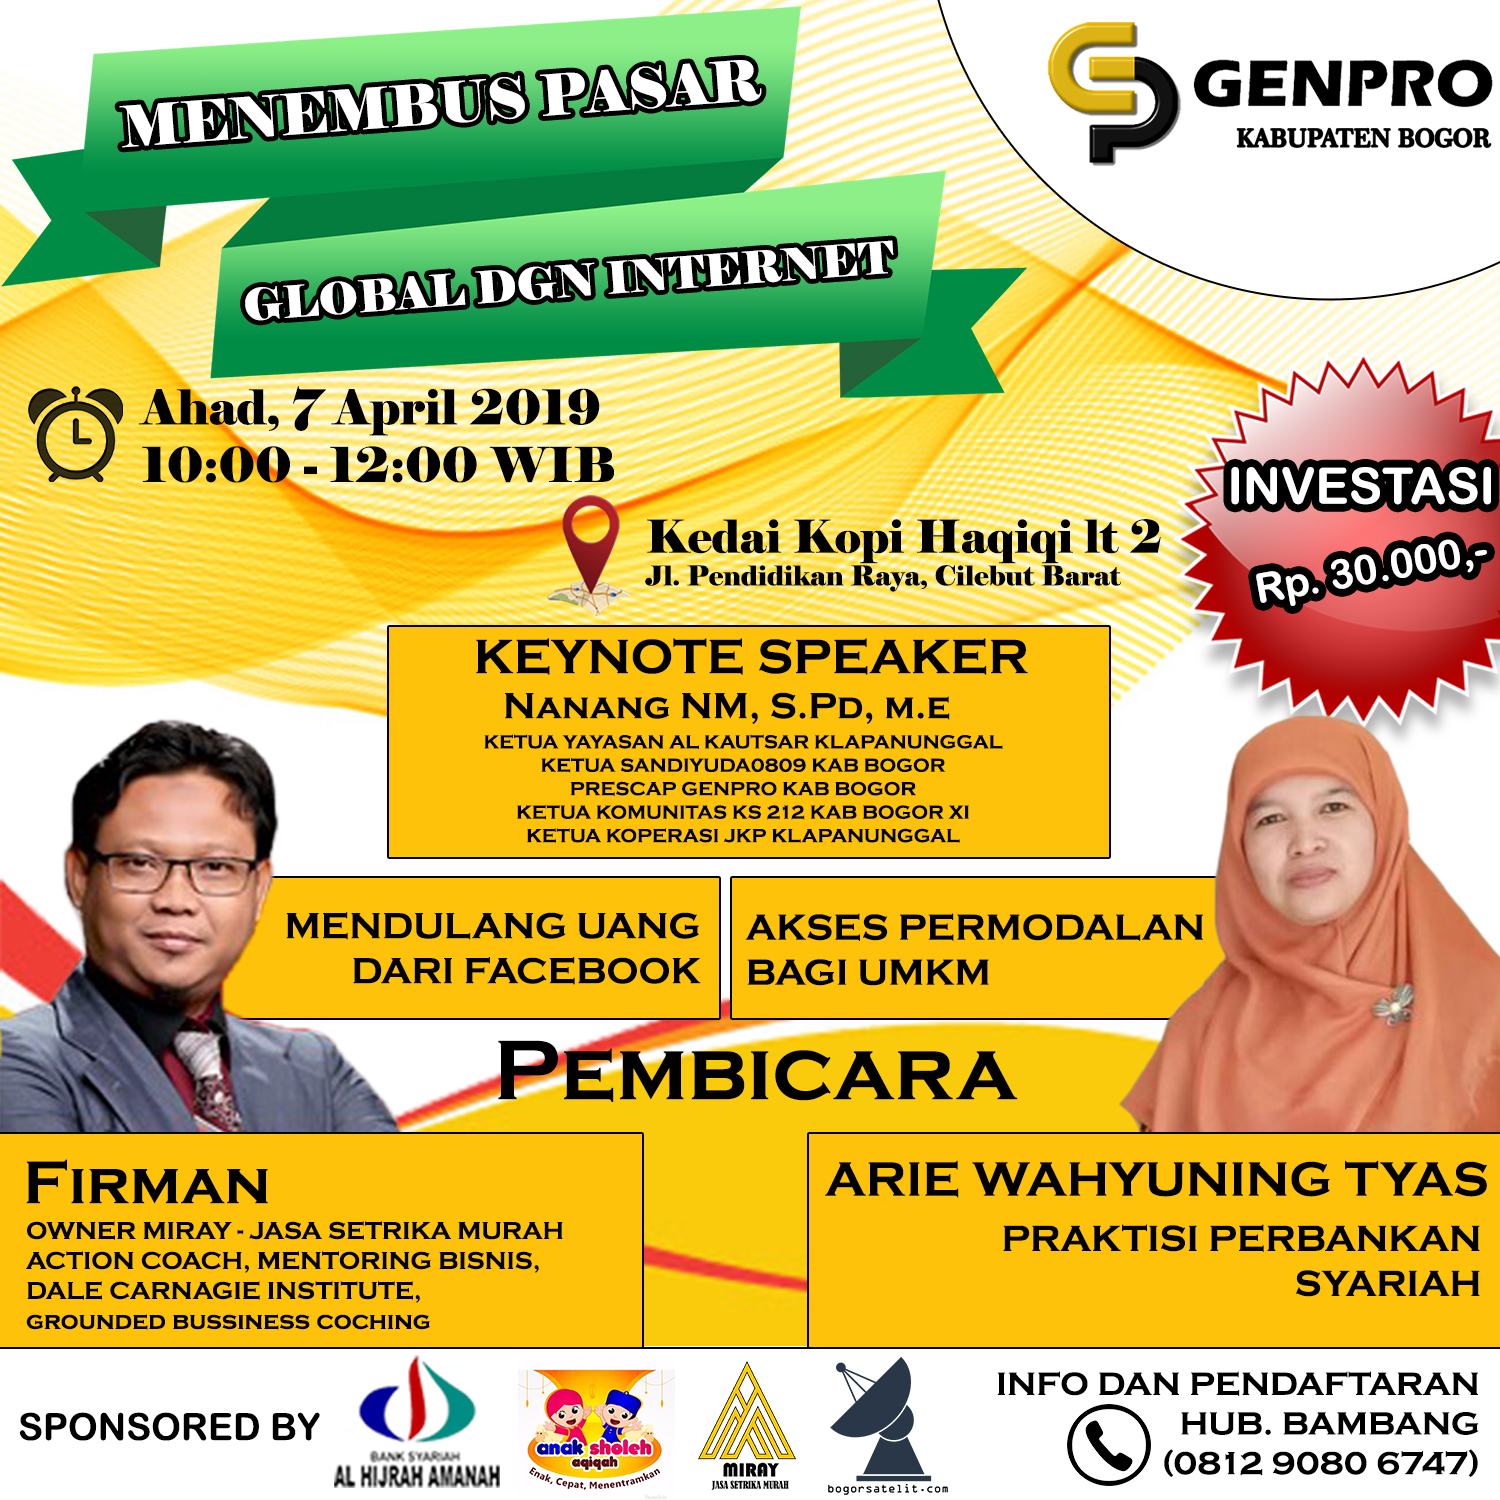 MENEMBUS PASAR
GLOBAL DGN INTERNET
GENPRO
KABUPATEN BOGOR
Ahad, 7 April 2019
10:00 - 12:00 WIB
Kedai Kopi Haqiqi lt 2
Jl. Pendidikan Raya, Cilebut Barat
INVESTASI
Rp. 30.000,-
KEYNOTE SPEAKER
NANANG NM, S.PD, M.E
KETUA YAYASAN AL KAUTSAR KLAPANUNGGAL
KETUA SANDIYUDA0809 KAB BOGOR
PRESCAP GENPRO KAB BOGOR
KETUA KOMUNITAS KS 212 KAB BOGOR XI
KETUA KOPERASI JKP KLAPANUNGGAL
MENDULANG UANG
DARI FACEBOOK
AKSES PERMODALAN
BAGI UMKM
PEMBICARA
FIRMAN
OWNER MIRAY - JASA SETRIKA MURAH
ACTION COACH, MENTORING BISNIS,
DALE CARNAGIE INSTITUTE,
GROUNDED BUSSINESS COCHING
ARIE WAHYUNING TYAS
PRAKTISI PERBANKAN
SYARIAH
SPONSORED BY
BANK SYARIAH
AL HIJRAH AMANAH
anak sholeh
aqiqah
Enak, Cepat, Menentramkan
MIRAY
JASA SETRIKA MURAH
bogorsatelit.com
INFO DAN PENDAFTARAN
HUB. BAMBANG
(0812 9080 6747)